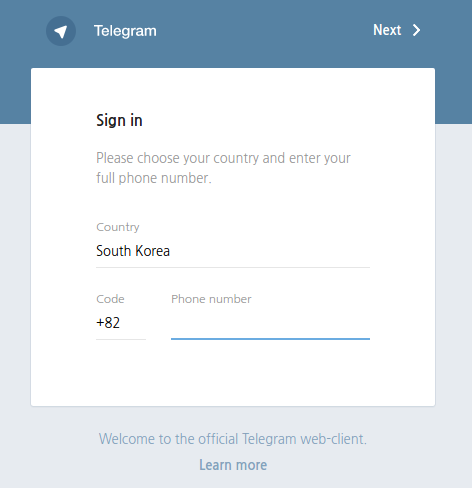 Telegram
Next
Sign in
Please choose your country and enter your
full phone number.
Country
South Korea
Code
Phone number
+82
Welcome to the official Telegram web-client.
Learn more